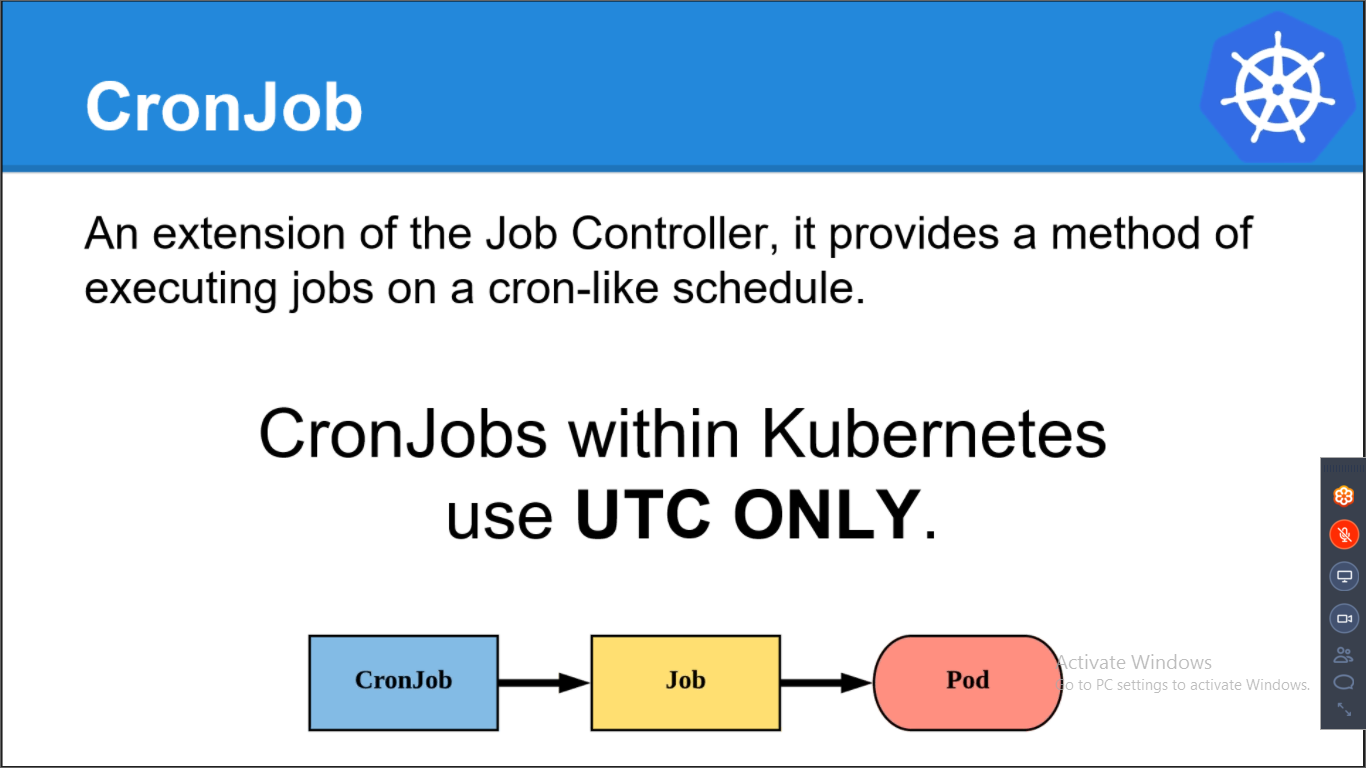 CronJob
An extension of the Job Controller, it provides a method of
executing jobs on a cron-like schedule.
CronJobs within Kubernetes
use UTC ONLY.
CronJob
Job
Pod
Activate Windows
Go to PC settings to activate Windows.